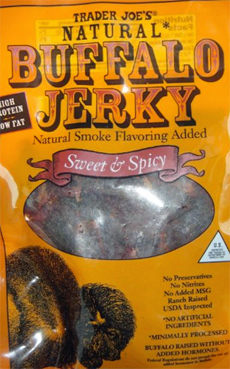 TRADER JOE'S
NATURAL*
BUFFALO
JERKY
HIGH
PROTEIN
LOW FAT
Natural Smoke Flavoring Added
Sweet & Spicy
U.S.
No Preservatives
No Nitrites
No Added MSG
Ranch Raised
USDA Inspected
*NO ARTIFICIAL
INGREDIENTS
*MINIMALLY PROCESSED
BUFFALO RAISED WITHOUT
ADDED HORMONES.